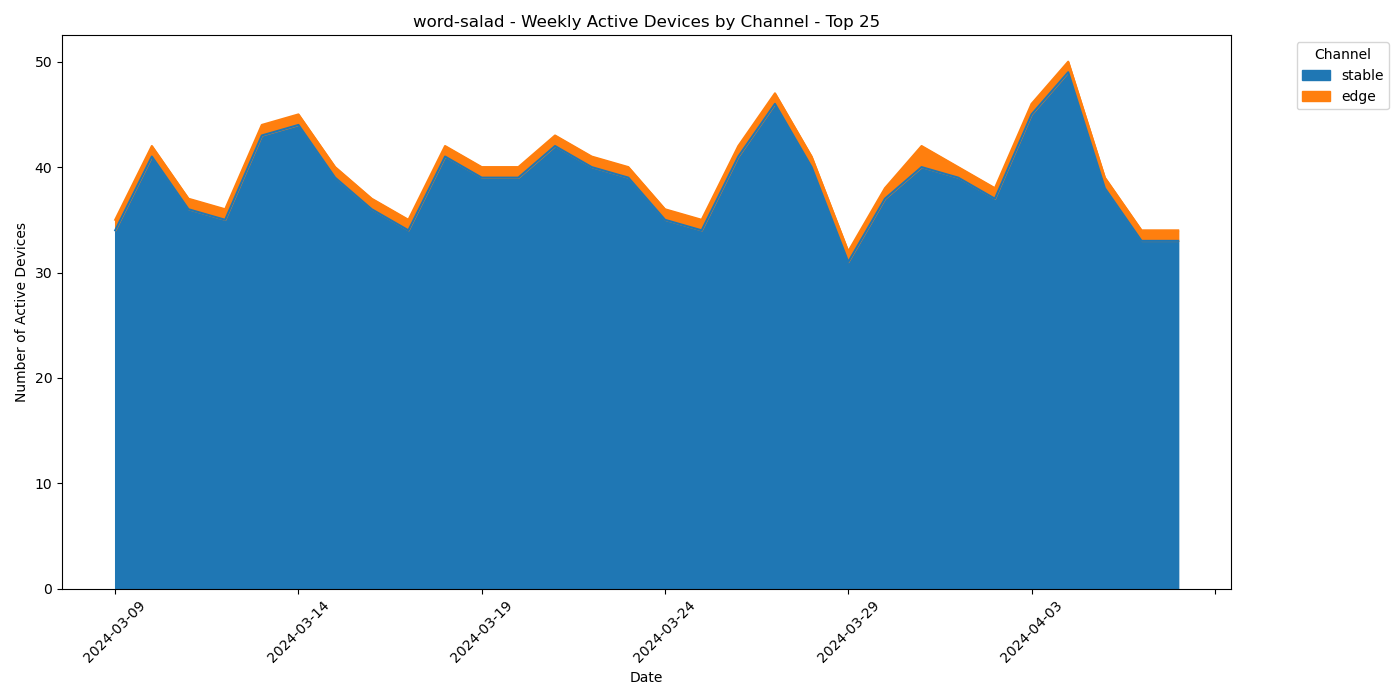 word-salad - Weekly Active Devices by Channel - Top 25
Channel
stable
edge
Number of Active Devices
50
40
30
20
10
0
2024-03-09
2024-03-14
2024-03-19
2024-03-24
2024-03-29
2024-04-03
Date